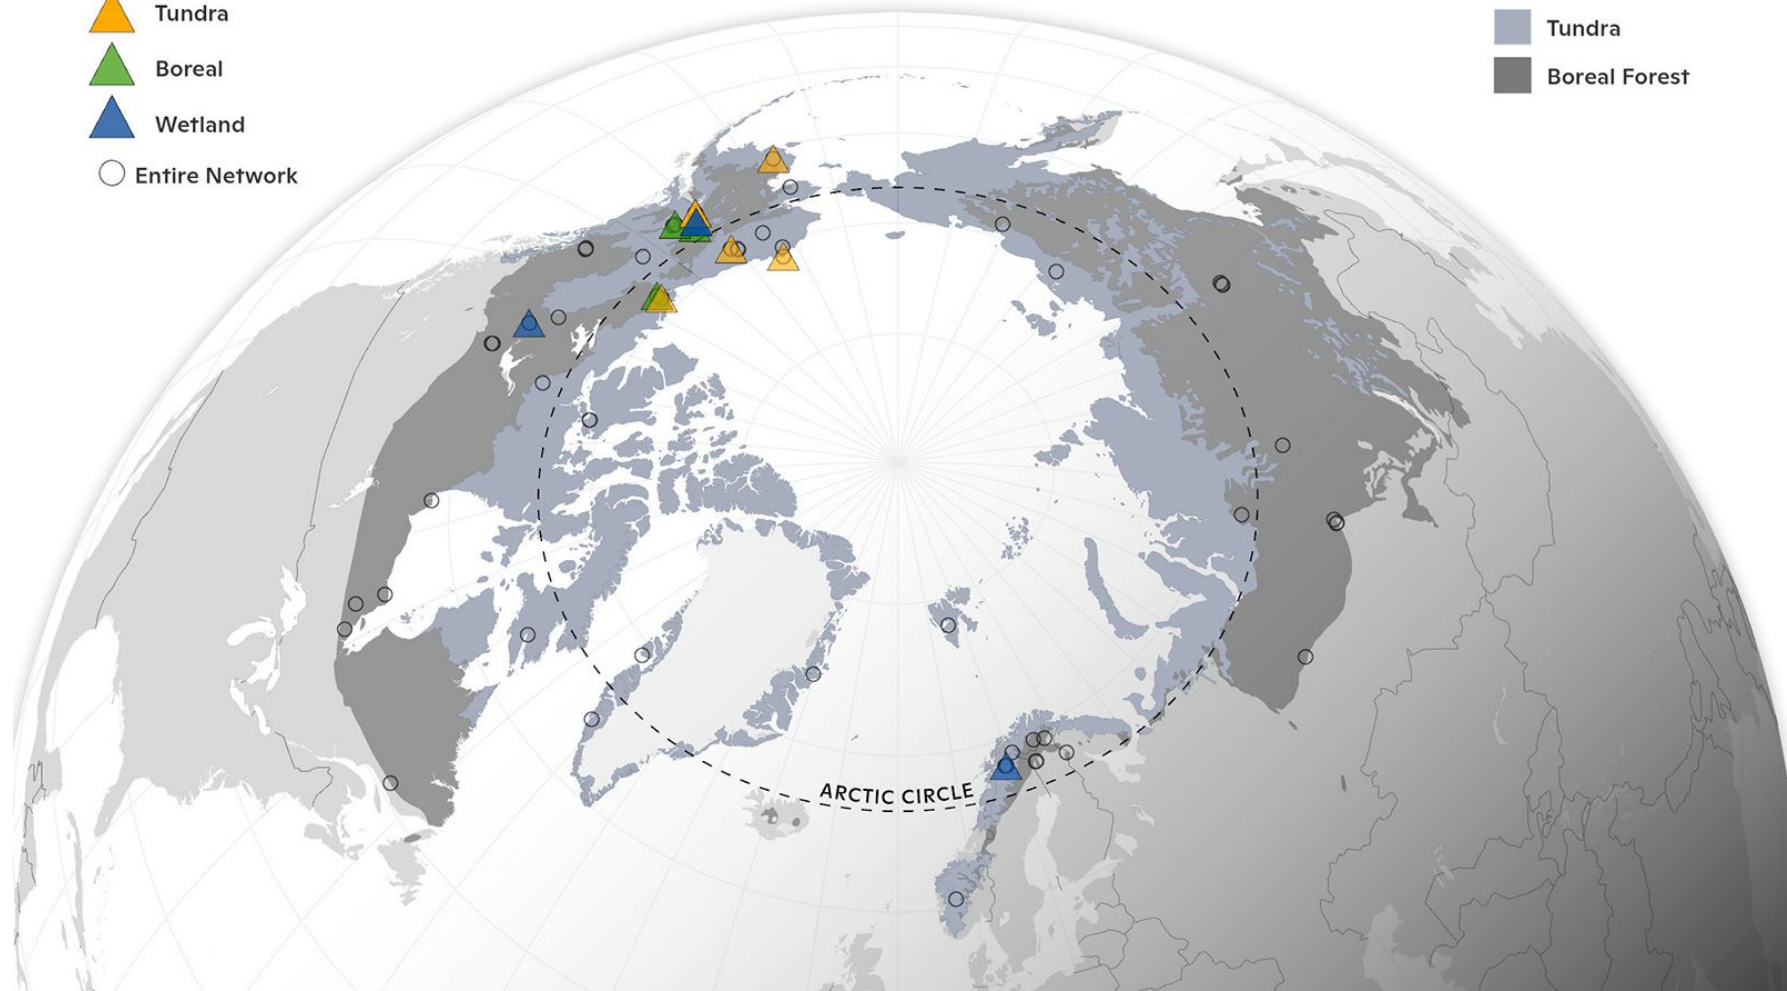 Tundra
Boreal
Wetland
Entire Network
Tundra
Boreal Forest
ARCTIC CIRCLE